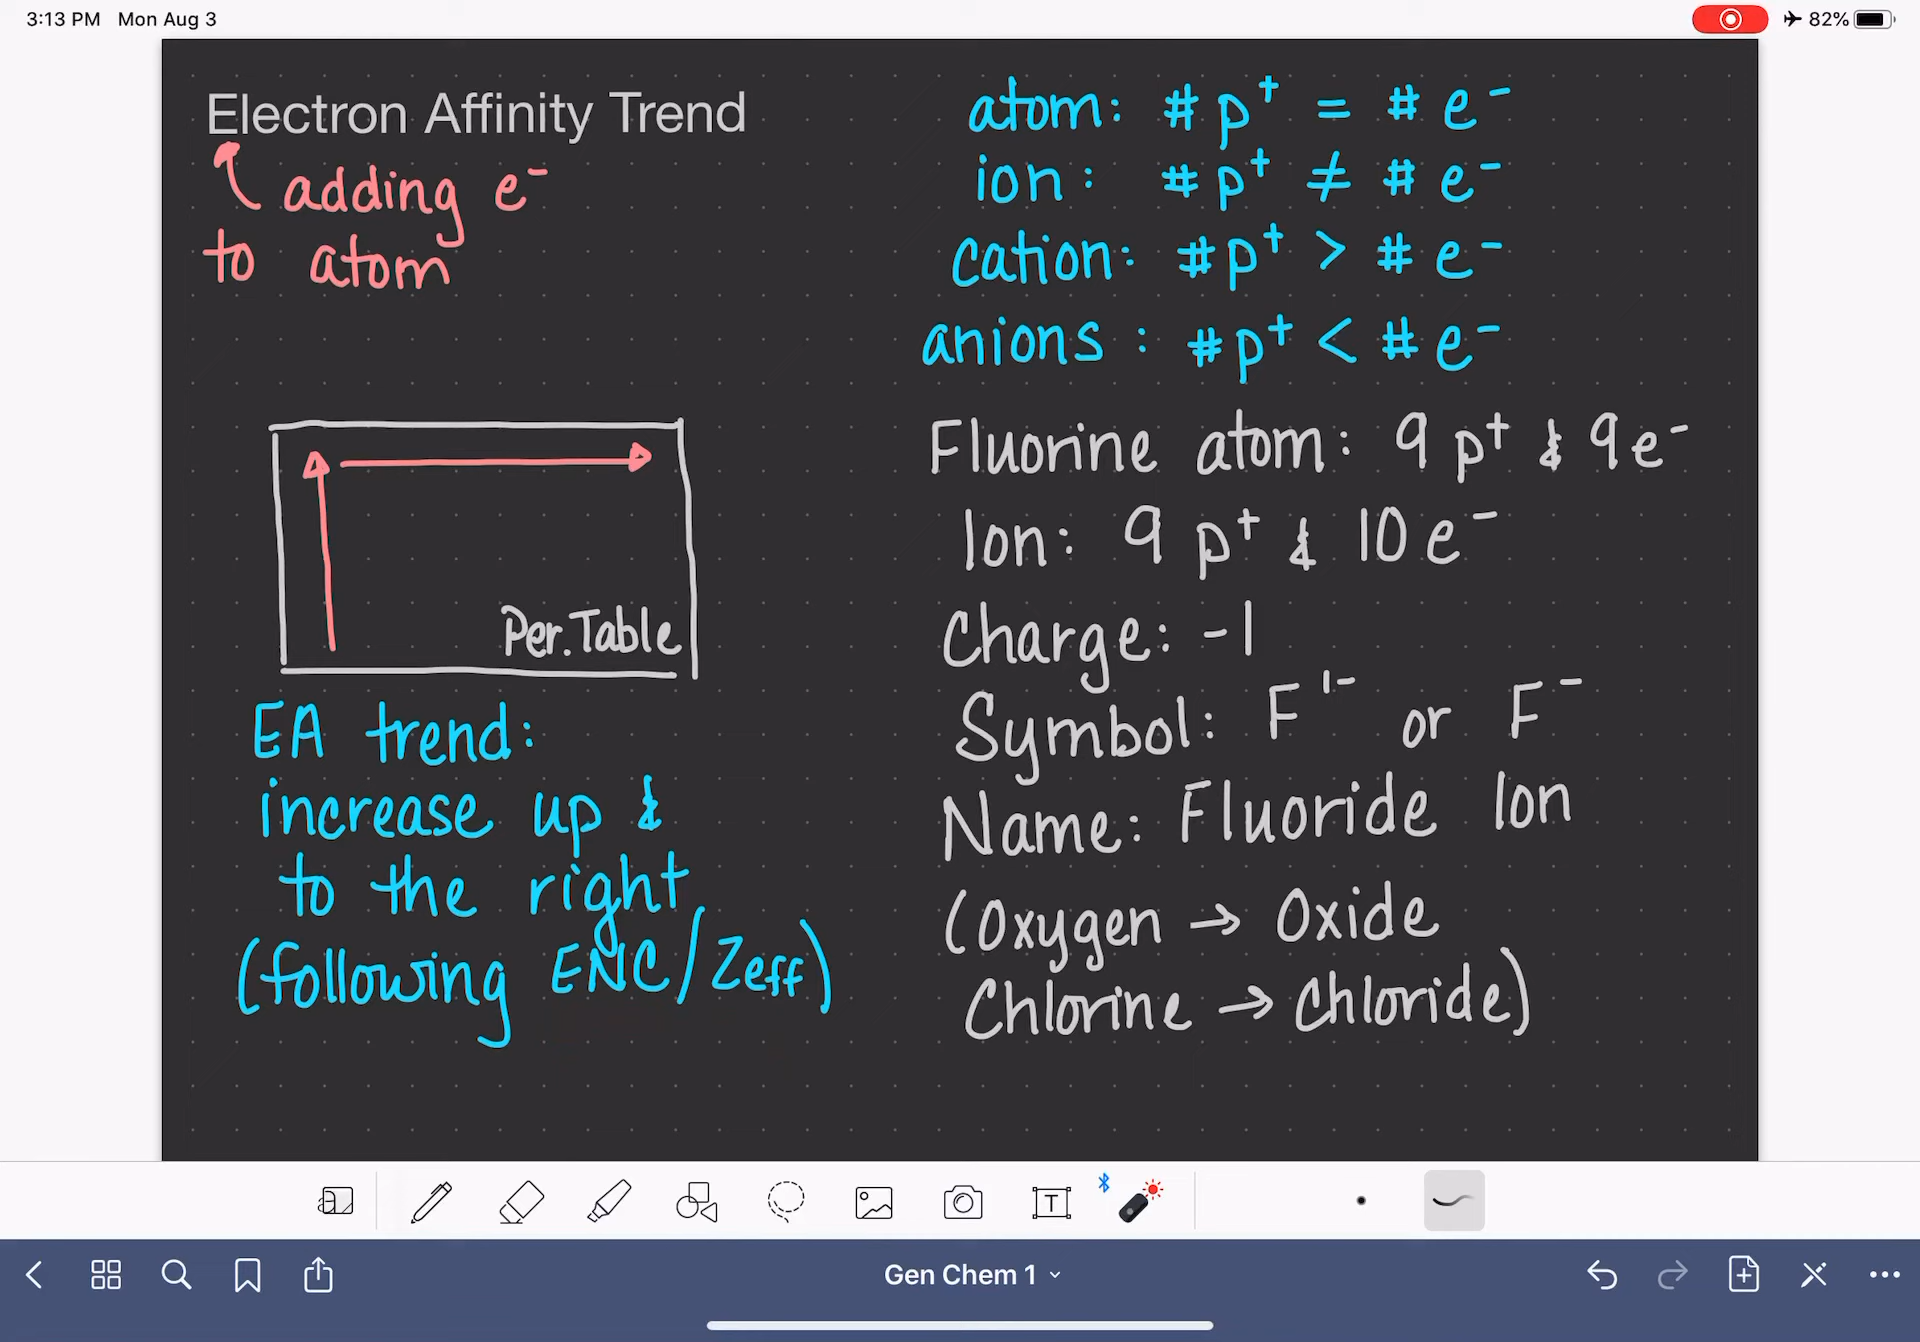 3:13 PM Mon Aug 3
82%
Electron Affinity Trend
adding e⁻
to atom
Per. Table
EA trend:
increase up &
to the right
(following ENC/Zeff)
atom: #p⁺ = #e⁻
ion: #p⁺ ≠ #e⁻
cation: #p⁺ > #e⁻
anions: #p⁺ < #e⁻
Fluorine atom: 9 p⁺ & 9 e⁻
Ion: 9 p⁺ & 10 e⁻
Charge: -1
Symbol: F¹⁻ or F⁻
Name: Fluoride Ion
(Oxygen → Oxide
Chlorine → Chloride)
T
Gen Chem 1